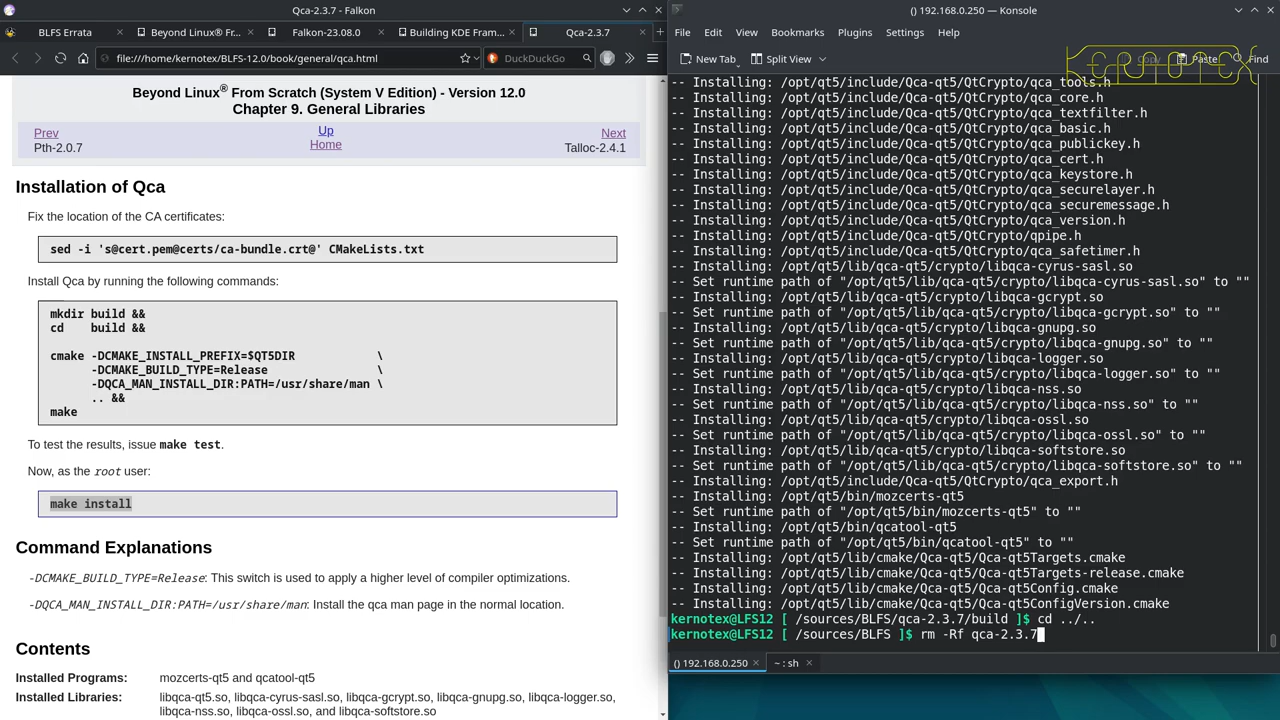 Qca-2.3.7 - Falkon
BLFS Errata
Beyond Linux® Fr...
Falkon-23.08.0
Building KDE Fram...
Qca-2.3.7
file:///home/kernotex/BLFS-12.0/book/general/qca.html
DuckDuckGo
Beyond Linux® From Scratch (System V Edition) - Version 12.0
Chapter 9. General Libraries
Prev Up Next
Pth-2.0.7 Home Talloc-2.4.1
Installation of Qca
Fix the location of the CA certificates:
sed -i 's@cert.pem@certs/ca-bundle.crt@' CMakeLists.txt
Install Qca by running the following commands:
mkdir build &&
cd    build &&
cmake -DCMAKE_INSTALL_PREFIX=$QT5DIR            \
      -DCMAKE_BUILD_TYPE=Release                \
      -DQCA_MAN_INSTALL_DIR:PATH=/usr/share/man \
      .. &&
make
To test the results, issue make test.
Now, as the root user:
make install
Command Explanations
-DCMAKE_BUILD_TYPE=Release: This switch is used to apply a higher level of compiler optimizations.
-DQCA_MAN_INSTALL_DIR:PATH=/usr/share/man: Install the qca man page in the normal location.
Contents
Installed Programs: mozcerts-qt5 and qcatool-qt5
Installed Libraries: libqca-qt5.so, libqca-cyrus-sasl.so, libqca-gcrypt.so, libqca-gnupg.so, libqca-logger.so,
libqca-nss.so, libqca-ossl.so, and libqca-softstore.so
() 192.168.0.250 — Konsole
File Edit View Bookmarks Plugins Settings Help
New Tab Split View Copy Paste Find
KERNOTEX
-- Installing: /opt/qt5/include/Qca-qt5/QtCrypto/qca_tools.h
-- Installing: /opt/qt5/include/Qca-qt5/QtCrypto/qca_core.h
-- Installing: /opt/qt5/include/Qca-qt5/QtCrypto/qca_textfilter.h
-- Installing: /opt/qt5/include/Qca-qt5/QtCrypto/qca_basic.h
-- Installing: /opt/qt5/include/Qca-qt5/QtCrypto/qca_publickey.h
-- Installing: /opt/qt5/include/Qca-qt5/QtCrypto/qca_cert.h
-- Installing: /opt/qt5/include/Qca-qt5/QtCrypto/qca_keystore.h
-- Installing: /opt/qt5/include/Qca-qt5/QtCrypto/qca_securelayer.h
-- Installing: /opt/qt5/include/Qca-qt5/QtCrypto/qca_securemessage.h
-- Installing: /opt/qt5/include/Qca-qt5/QtCrypto/qca_version.h
-- Installing: /opt/qt5/include/Qca-qt5/QtCrypto/qpipe.h
-- Installing: /opt/qt5/include/Qca-qt5/QtCrypto/qca_safetimer.h
-- Installing: /opt/qt5/lib/qca-qt5/crypto/libqca-cyrus-sasl.so
-- Set runtime path of "/opt/qt5/lib/qca-qt5/crypto/libqca-cyrus-sasl.so" to ""
-- Installing: /opt/qt5/lib/qca-qt5/crypto/libqca-gcrypt.so
-- Set runtime path of "/opt/qt5/lib/qca-qt5/crypto/libqca-gcrypt.so" to ""
-- Installing: /opt/qt5/lib/qca-qt5/crypto/libqca-gnupg.so
-- Set runtime path of "/opt/qt5/lib/qca-qt5/crypto/libqca-gnupg.so" to ""
-- Installing: /opt/qt5/lib/qca-qt5/crypto/libqca-logger.so
-- Set runtime path of "/opt/qt5/lib/qca-qt5/crypto/libqca-logger.so" to ""
-- Installing: /opt/qt5/lib/qca-qt5/crypto/libqca-nss.so
-- Set runtime path of "/opt/qt5/lib/qca-qt5/crypto/libqca-nss.so" to ""
-- Installing: /opt/qt5/lib/qca-qt5/crypto/libqca-ossl.so
-- Set runtime path of "/opt/qt5/lib/qca-qt5/crypto/libqca-ossl.so" to ""
-- Installing: /opt/qt5/lib/qca-qt5/crypto/libqca-softstore.so
-- Set runtime path of "/opt/qt5/lib/qca-qt5/crypto/libqca-softstore.so" to ""
-- Installing: /opt/qt5/include/Qca-qt5/QtCrypto/qca_export.h
-- Installing: /opt/qt5/bin/mozcerts-qt5
-- Set runtime path of "/opt/qt5/bin/mozcerts-qt5" to ""
-- Installing: /opt/qt5/bin/qcatool-qt5
-- Set runtime path of "/opt/qt5/bin/qcatool-qt5" to ""
-- Installing: /opt/qt5/lib/cmake/Qca-qt5/Qca-qt5Targets.cmake
-- Installing: /opt/qt5/lib/cmake/Qca-qt5/Qca-qt5Targets-release.cmake
-- Installing: /opt/qt5/lib/cmake/Qca-qt5/Qca-qt5Config.cmake
-- Installing: /opt/qt5/lib/cmake/Qca-qt5/Qca-qt5ConfigVersion.cmake
kernotex@LFS12 [ /sources/BLFS/qca-2.3.7/build ]$ cd ../..
kernotex@LFS12 [ /sources/BLFS ]$ rm -Rf qca-2.3.7
() 192.168.0.250
~ : sh